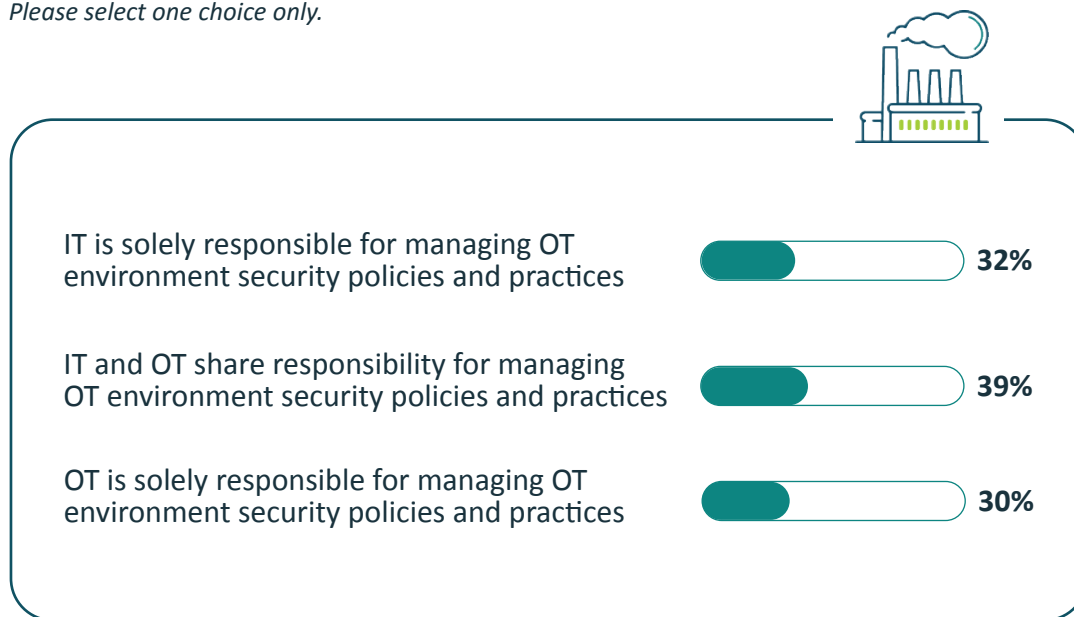 Please select one choice only.
IT is solely responsible for managing OT
environment security policies and practices
32%
IT and OT share responsibility for managing
OT environment security policies and practices
39%
OT is solely responsible for managing OT
environment security policies and practices
30%